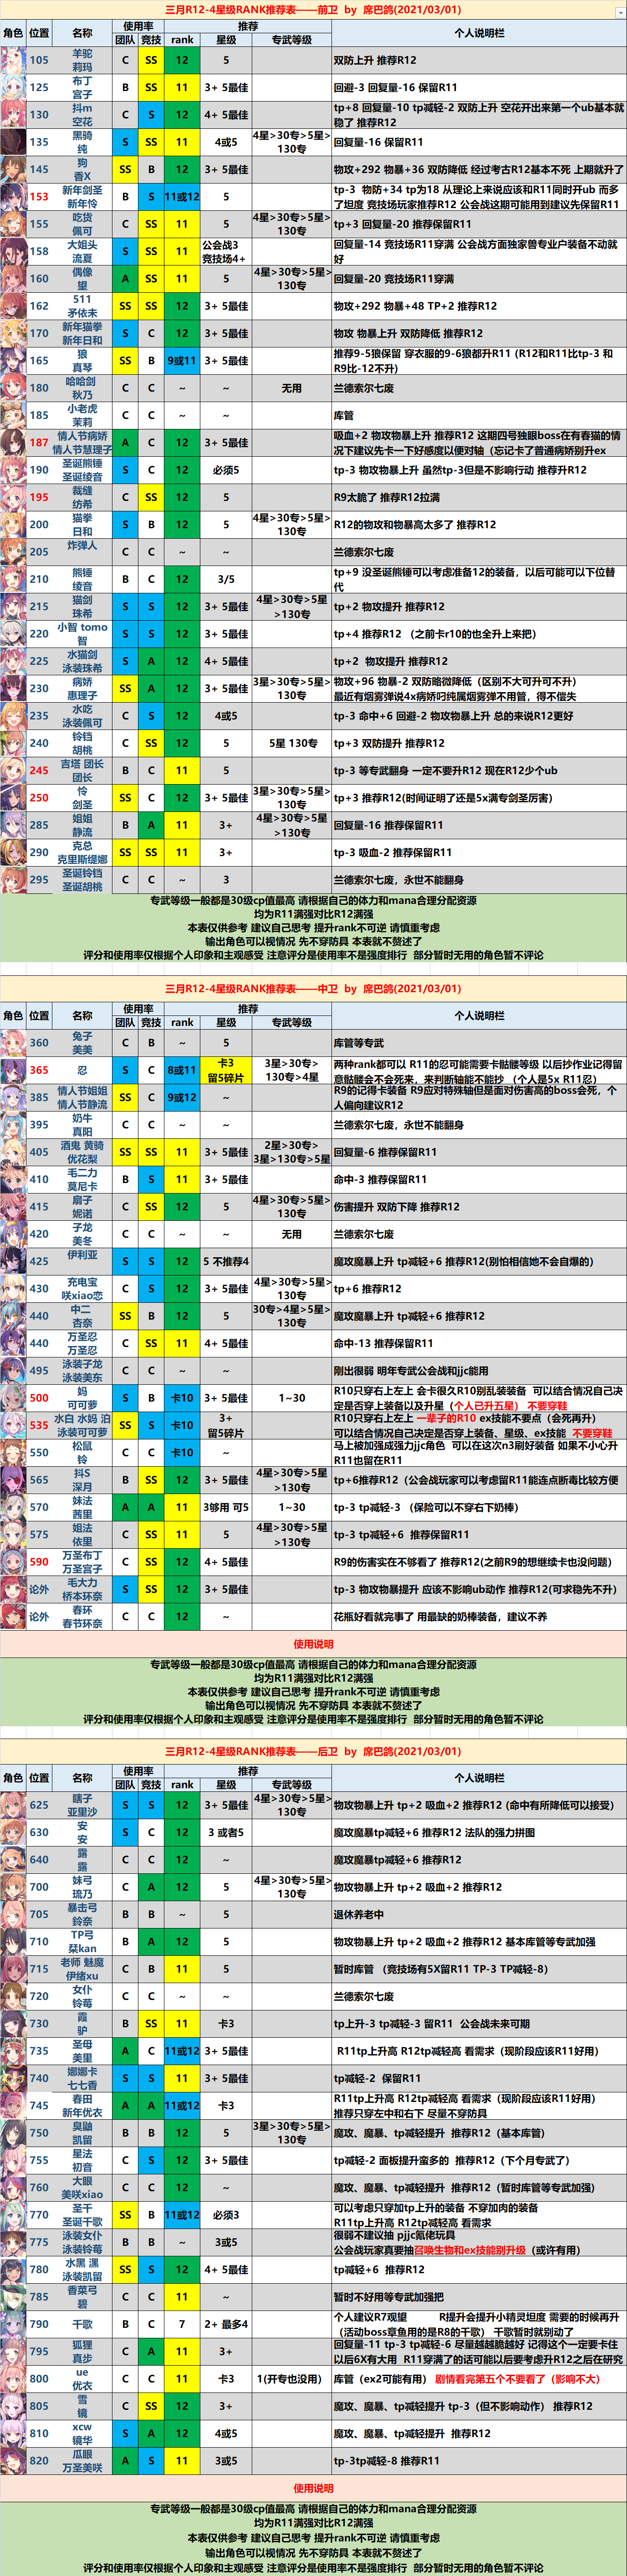 三月R12-4星级RANK推荐表——前卫 by 席巴鸽(2021/03/01)
角色 位置 名称 使用率 推荐 个人说明栏
团队 竞技 rank 星级 专武等级
105 羊驼 莉玛 C SS 12 5 双防上升 推荐R12
125 布丁 宫子 B SS 11 3+ 5最佳 回避-3 回复量-16 保留R11
130 抖m 空花 C S 12 4+ 5最佳 tp+8 回复量-10 tp减轻-2 双防上升 空花开出来第一个ub基本就稳了 推荐R12
135 黑骑 纯 S SS 11 4或5 4星>30专>5星>130专 回复量-16 保留R11
145 狗 香X SS B 12 3+ 5最佳 物攻+292 物暴+36 双防降低 经过考古R12基本不死 上期就升了
153 新年剑圣 新年怜 B S 11或12 5 tp-3 物防+34 tp为18 从理论上来说应该和R11同时开ub 而多了坦度 竞技场玩家推荐R12 公会战这期可能用到建议先保留R11
155 吃货 佩可 C SS 11 5 4星>30专>5星>130专 tp+3 回复量-20 推荐保留R11
158 大姐头 流夏 S SS 11 公会战3 竞技场4+ 回复量-14 竞技场R11穿满 公会战方面独家兽专业户装备不动就好
160 偶像 望 A SS 11 5 4星>30专>5星>130专 回复量-20 竞技场R11穿满
162 511 矛依未 SS SS 12 3+ 5最佳 物攻+292 物暴+48 TP+2 推荐R12
170 新年猫拳 新年日和 S C 12 3+ 5最佳 物攻 物暴上升 双防降低 推荐R12
165 狼 真琴 SS B 9或11 3+ 5最佳 推荐9-5狼保留 穿衣服的9-6狼都升R11（R12和R11比tp-3 和R9比-12不升）
180 哈哈剑 秋乃 C C ~ ~ 无用 兰德索尔七废
185 小老虎 茉莉 C C ~ ~ 库管
187 情人节病娇 情人节慧理子 A C 12 3+ 5最佳 吸血+2 物攻物暴上升 推荐R12 这期四号独眼boss在有春猫的情况下建议先卡一下好感度以便对轴（忘记卡了普通病娇别升ex
190 圣诞熊锤 圣诞绫音 S C 12 必须5 tp-3 物攻物暴上升 虽然tp-3但是不影响行动 推荐升R12
195 裁缝 纺希 C SS 12 5 R9太脆了 推荐R12拉满
200 猫拳 日和 S B 12 5 4星>30专>5星>130专 R12的物攻和物暴高太多了 推荐R12
205 炸弹人 C C ~ ~ 兰德索尔七废
210 熊锤 绫音 B C 12 3/5 tp+9 没圣诞熊锤可以考虑准备12的装备，以后可能可以下位替代
215 猫剑 珠希 S S 12 3+ 5最佳 4星>30专>5星>130专 tp+2 物攻提升 推荐R12
220 小智 tomo 智 S S 12 3+ 5最佳 tp+4 推荐R12 （之前卡r10的也全升上来把）
225 水猫剑 泳装珠希 S A 12 4+ 5最佳 tp+2 物攻提升 推荐R12
230 病娇 惠理子 SS A 12 3+ 5最佳 3星>30专>5星>130专 物攻+96 物暴-2 双防略微降低（区别不大可升可不升）
最近有烟雾弹说4x病娇叼纯属烟雾弹不用管，得不偿失
235 水吃 泳装佩可 C S 12 4或5 tp-3 命中+6 回避-2 物攻物暴上升 总的来说R12更好
240 铃铛 胡桃 C SS 12 5 5星 130专 tp+3 双防提升 推荐R12
245 吉塔 团长 团长 B C 11 5 tp-3 等专武翻身 一定不要升R12 现在R12少个ub
250 怜 剑圣 SS C 12 3+ 5最佳 3星>30专>5星>130专 tp+3 推荐R12(时间证明了还是5x满专剑圣厉害)
285 姐姐 静流 B A 11 3+ 4星>30专>5星>130专 回复量-16 推荐保留R11
290 克总 克里斯缇娜 SS SS 11 3+ tp-3 吸血-2 推荐保留R11
295 圣诞铃铛 圣诞胡桃 C C ~ 3 兰德索尔七废，永世不能翻身
专武等级一般都是30级cp值最高 请根据自己的体力和mana合理分配资源
均为R11满强对比R12满强
本表仅供参考 建议自己思考 提升rank不可逆 请慎重考虑
输出角色可以视情况 先不穿防具 本表就不赘述了
评分和使用率仅根据个人印象和主观感受 注意评分是使用率不是强度排行 部分暂时无用的角色暂不评论
三月R12-4星级RANK推荐表——中卫 by 席巴鸽(2021/03/01)
角色 位置 名称 使用率 推荐 个人说明栏
团队 竞技 rank 星级 专武等级
360 兔子 美美 C B ~ 5 库管等专武
365 忍 S C 8或11 卡3 留5碎片 3星>30专>130专>4星 两种rank都可以 R11的忍可能需要卡骷髅等级 以后抄作业记得留意骷髅会不会死来，来判断轴能不能抄 （个人是5x R11忍）
385 情人节姐姐 情人节静流 SS C 9或12 ~ R9的记得卡装备 R9应对特殊轴但是面对伤害高的boss会死，个人偏向建议R12
395 奶牛 真阳 C C ~ ~ 兰德索尔七废，永世不能翻身
405 酒鬼 黄骑 优花梨 SS SS 11 3+ 5最佳 2星>30专>3星>130专>5星 回复量-6 推荐保留R11
410 毛二力 莫尼卡 B S 11 3+ 5最佳 命中-3 推荐保留R11
415 扇子 妮诺 C SS 12 5 4星>30专>5星>130专 伤害提升 双防下降 推荐R12
420 子龙 美冬 C C ~ ~ 无用 兰德索尔七废
425 伊利亚 S S 12 5 不推荐4 魔攻魔暴上升 tp减轻+6 推荐R12(别怕相信她不会自爆的)
430 充电宝 咲xiao恋 C S 12 3+ 5最佳 4星>30专>5星>130专 tp+6 推荐R12
440 中二 杏奈 SS B 12 5 30专>4星>5星>130专 魔攻魔暴上升 tp减轻+6 推荐R12
440 万圣忍 万圣忍 C SS 11 4+ 5最佳 命中-13 推荐保留R11
495 泳装子龙 泳装美东 C C ~ ~ 刚出很弱 明年专武公会战和jjc能用
500 妈 可可萝 S B 卡10 3+ 5最佳 1~30 R10只穿右上左上 会卡很久R10别乱装装备 可以结合情况自己决定是否穿上装备以及升星（个人已升五星） 不要穿鞋
535 水白 水妈 泊 泳装可可萝 SS S 卡10 3+ 留5碎片 R10只穿右上左上 一辈子的R10 ex技能不要点（会死再升）
可以结合情况自己决定是否穿上装备、星级、ex技能 不要穿鞋
550 松鼠 铃 C C 卡10 ~ 马上被加强成强力jjc角色 可以在这次n3刷好装备 如果不小心升R11也留在R11
565 抖S 深月 B SS 12 3+ 5最佳 4星>30专>5星>130专 tp+6推荐R12（公会战玩家可以考虑留R11能连点断毒比较方便
570 妹法 茜里 A A 11 3够用 可5 1~30 tp-3 tp减轻-3 （保险可以不穿右下奶棒）
575 姐法 依里 C SS 11 5 4星>30专>5星>130专 tp-3 tp减轻+6 推荐保留R11
590 万圣布丁 万圣宫子 C SS 12 4+ 5最佳 R9的伤害实在不够看了 推荐R12(之前R9的想继续卡也没问题)
论外 毛大力 桥本环奈 S SS 12 3+ 5最佳 tp-3 物攻物暴提升 应该不影响ub动作 推荐R12(可求稳先不升)
论外 春环 春节环奈 C C 12 ~ 花瓶好看就完事了 用最缺的奶棒装备，建议不养
使用说明
专武等级一般都是30级cp值最高 请根据自己的体力和mana合理分配资源
均为R11满强对比R12满强
本表仅供参考 建议自己思考 提升rank不可逆 请慎重考虑
输出角色可以视情况 先不穿防具 本表就不赘述了
评分和使用率仅根据个人印象和主观感受 注意评分是使用率不是强度排行 部分暂时无用的角色暂不评论
三月R12-4星级RANK推荐表——后卫 by 席巴鸽(2021/03/01)
角色 位置 名称 使用率 推荐 个人说明栏
团队 竞技 rank 星级 专武等级
625 瞎子 亚里沙 S S 12 3+ 5最佳 4星>30专>5星>130专 物攻物暴上升 tp+2 吸血+2 推荐R12 (命中有所降低可以接受)
630 安 安 S C 12 3 或者5 魔攻魔暴tp减轻+6 推荐R12 法队的强力拼图
640 露 露 C C 12 ~ 魔攻魔暴tp减轻+6 推荐R12
700 妹弓 琉乃 C A 12 5 4星>30专>5星>130专 物攻物暴上升 tp+2 吸血+2 推荐R12
705 暴击弓 鈴奈 B B ~ 5 退休养老中
710 TP弓 栞kan B A 12 5 物攻物暴上升 tp+2 吸血+2 推荐R12 基本库管等专武加强
715 老师 魅魔 伊绪xu C B 11 5 暂时库管 （竞技场有5X留R11 TP-3 TP减轻-8）
720 女仆 铃莓 C C ~ ~ 兰德索尔七废
730 霞 驴 B SS 11 卡3 tp上升-3 tp减轻-3 留R11 公会战未来可期
735 圣母 美里 A C 11或12 3+ 5最佳 R11tp上升高 R12tp减轻高 看需求（现阶段应该R11好用）
740 娜娜卡 七七香 S S 11 3+ 5最佳 tp减轻-2 保留R11
745 春田 新年优衣 A A 11或12 卡3 R11tp上升高 R12tp减轻高 看需求（现阶段应该R11好用）
推荐只穿左中和右下 尽量不穿防具
750 臭鼬 凯留 B B 12 5 3星>30专>5星>130专 魔攻、魔暴、tp减轻提升 推荐R12（基本库管)
755 星法 初音 C S 12 3+ 5最佳 tp减轻-2 面板提升蛮多的 推荐R12（下个月专武了）
760 大眼 美咲xiao C C 12 ~ 魔攻、魔暴、tp减轻提升 推荐R12（暂时库管等专武加强)
770 圣千 圣诞千歌 SS B 11或12 必须3 可以考虑只穿加tp上升的装备 不穿加肉的装备
R11tp上升高 R12tp减轻高 看需求
775 泳装女仆 泳装铃莓 B B ~ 3或5 很弱不建议抽 pjjc氪佬玩具
公会战玩家真要抽召唤生物和ex技能别升级（或许有用）
780 水黑 漯 泳装凯留 SS S 12 4+ 5最佳 tp减轻+6 推荐R12
785 香菜弓 碧 C C 11 ~ 暂时不好用等专武加强把
790 千歌 B C 7 2+ 最多4 个人建议R7观望 R提升会提升小精灵坦度 需要的时候再升（活动boss章鱼用的是R8的千歌） 千歌暂时就别动了
795 狐狸 真步 C A 11 3+ 回复量-11 tp-3 tp减轻-6 尽量越越脆越好 记得这个一定要卡住以后6X有大用 R11穿满了的话可能以后要考虑升R12之后在研究
800 ue 优衣 C C 11 卡3 1(开专也没用) 库管（ex2可能有用） 剧情看完第五个不要看了（影响不大）
805 雪 镜 C SS 12 3+ 魔攻、魔暴、tp减轻提升 tp-3（但不影响动作） 推荐R12
810 xcw 镜华 S A 12 4或5 魔攻、魔暴、tp减轻提升 推荐R12
820 瓜眼 万圣美咲 A S 11 3或5 tp-3tp减轻-8 推荐R11
使用说明
专武等级一般都是30级cp值最高 请根据自己的体力和mana合理分配资源
均为R11满强对比R12满强
本表仅供参考 建议自己思考 提升rank不可逆 请慎重考虑
输出角色可以视情况 先不穿防具 本表就不赘述了
评分和使用率仅根据个人印象和主观感受 注意评分是使用率不是强度排行 部分暂时无用的角色暂不评论